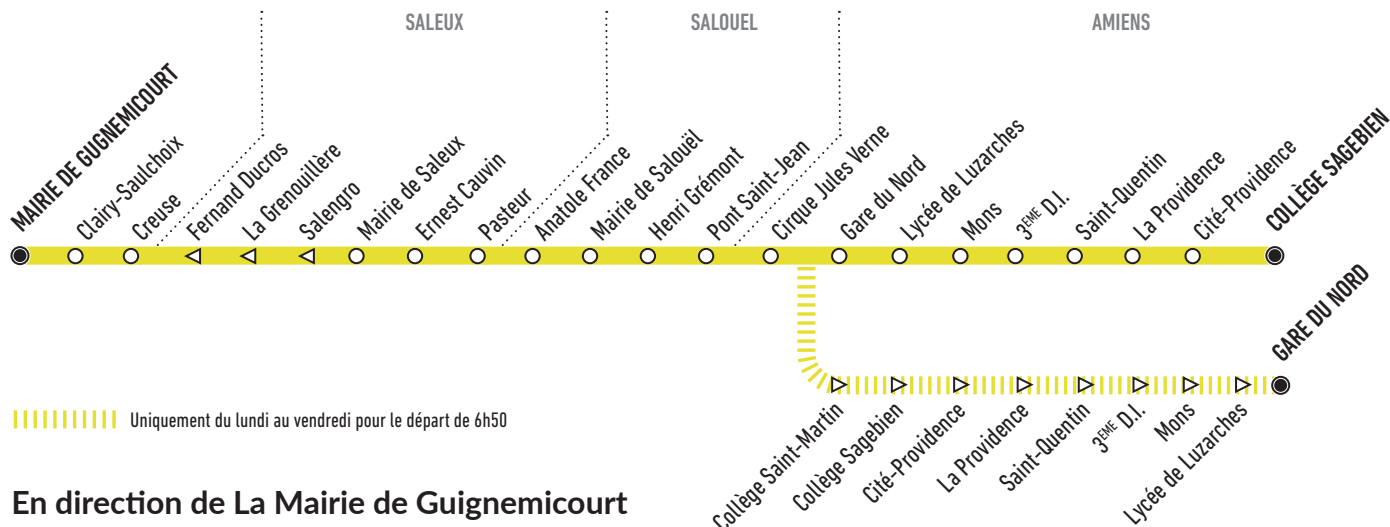 SALEUX
SALOUEL
AMIENS
MAIRIE DE GUGNEMICOURT
Clairy-Saulchoix
Creuse
Fernand Ducros
La Grenouillère
Salengro
Mairie de Saleux
Ernest Cauvin
Pasteur
Anatole France
Mairie de Salouël
Henri Grémont
Pont Saint-Jean
Cirque Jules Verne
Gare du Nord
Lycée de Luzarches
Mons
3EME D.I.
Saint-Quentin
La Providence
Cité-Providence
COLLÈGE SAGEBIEN
GARE DU NORD
Collège Saint-Martin
Collège Sagebien
Cité-Providence
La Providence
Saint-Quentin
3EME D.I.
Mons
Lycée de Luzarches
Uniquement du lundi au vendredi pour le départ de 6h50
En direction de La Mairie de Guignemicourt